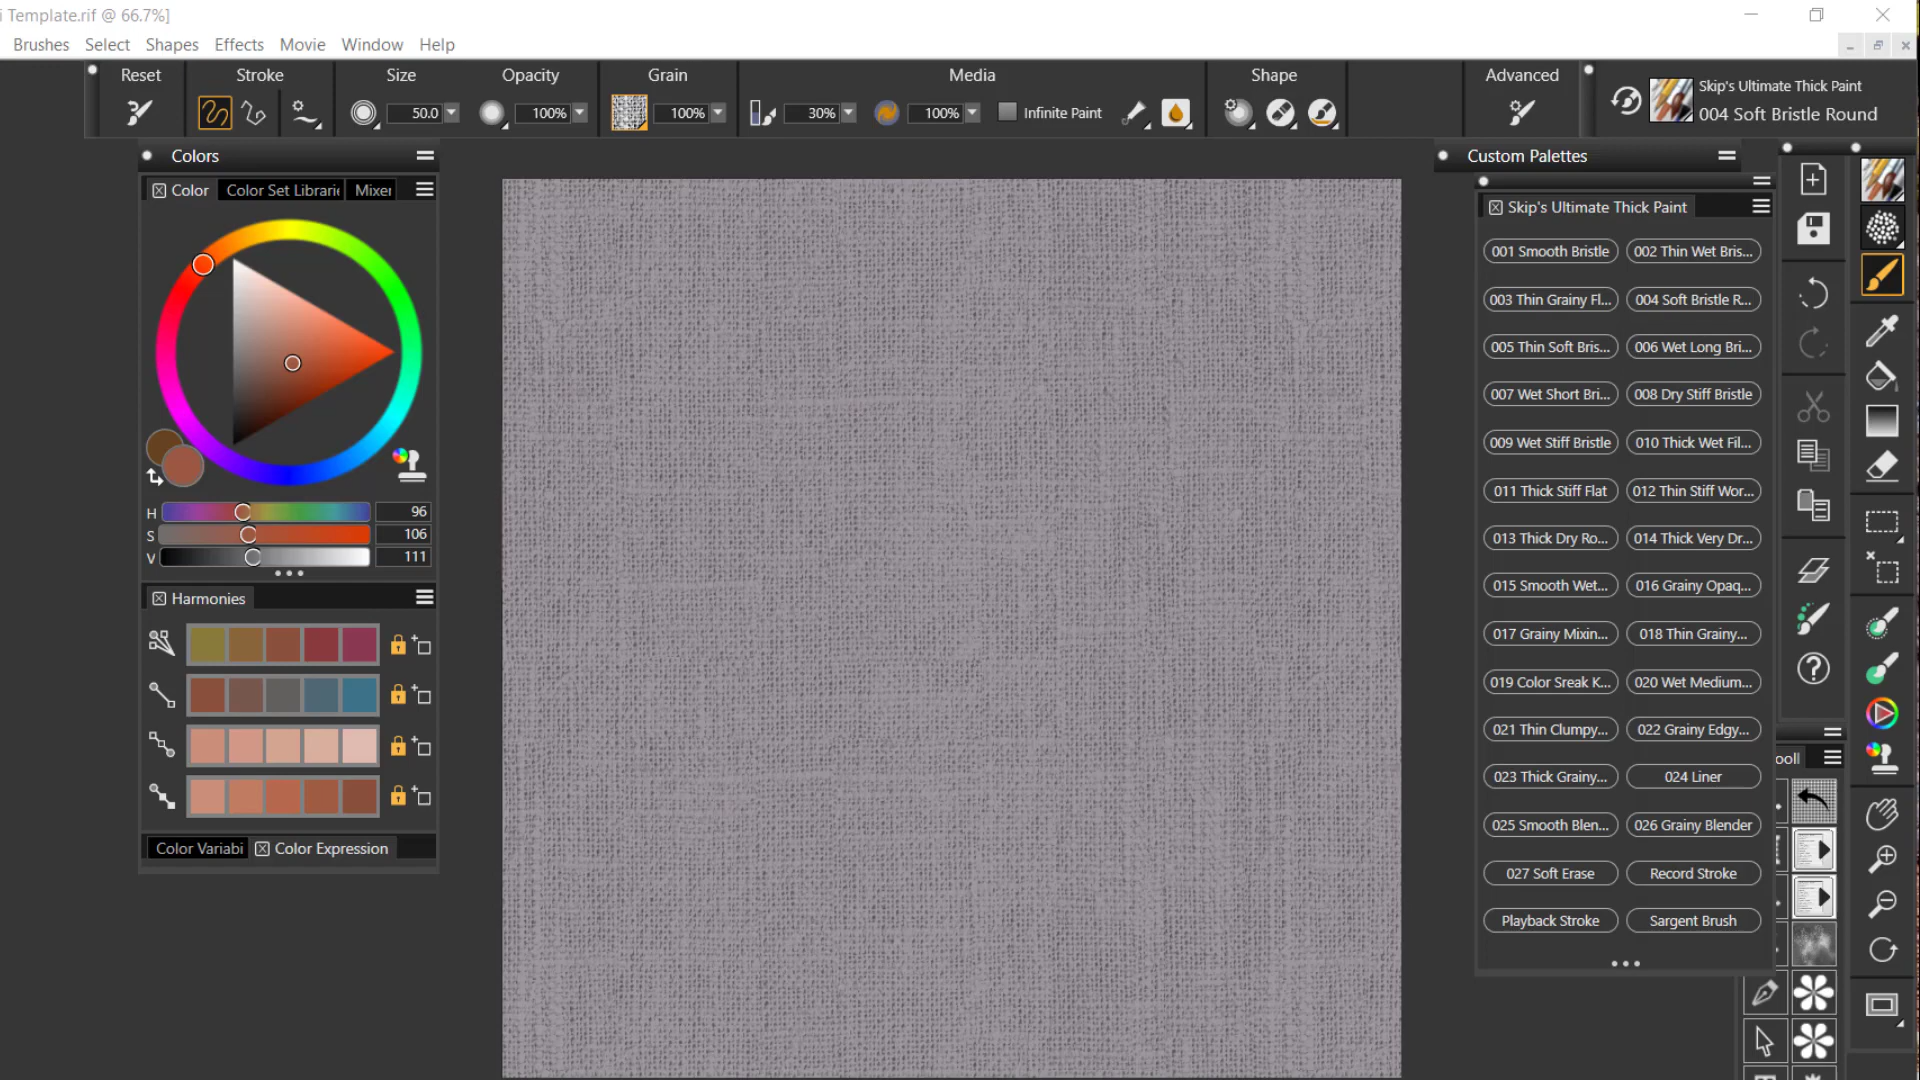 i Template.rif @ 66.7%]
Brushes Select Shapes Effects Movie Window Help
Reset Stroke Size Opacity Grain Media Shape Advanced
Skip's Ultimate Thick Paint
004 Soft Bristle Round
50.0 100% 100% 30% 100% Infinite Paint
Colors
Color Color Set Librari Mixer
H 96
S 106
V 111
Harmonies
Color Variabl Color Expression
Custom Palettes
Skip's Ultimate Thick Paint
001 Smooth Bristle 002 Thin Wet Bris...
003 Thin Grainy Fl... 004 Soft Bristle R...
005 Thin Soft Bris... 006 Wet Long Bri...
007 Wet Short Bri... 008 Dry Stiff Bristle
009 Wet Stiff Bristle 010 Thick Wet Fil...
011 Thick Stiff Flat 012 Thin Stiff Wor...
013 Thick Dry Ro... 014 Thick Very Dr...
015 Smooth Wet... 016 Grainy Opaq...
017 Grainy Mixin... 018 Thin Grainy...
019 Color Sreak K... 020 Wet Medium...
021 Thin Clumpy... 022 Grainy Edgy...
023 Thick Grainy... 024 Liner
025 Smooth Blen... 026 Grainy Blender
027 Soft Erase Record Stroke
Playback Stroke Sargent Brush
ooll